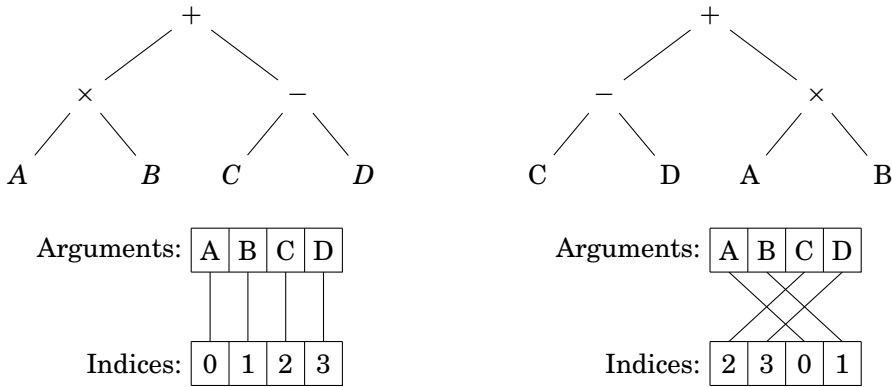 + +
× − − ×
A B C D C D A B
Arguments: A B C D Arguments: A B C D
Indices: 0 1 2 3 Indices: 2 3 0 1